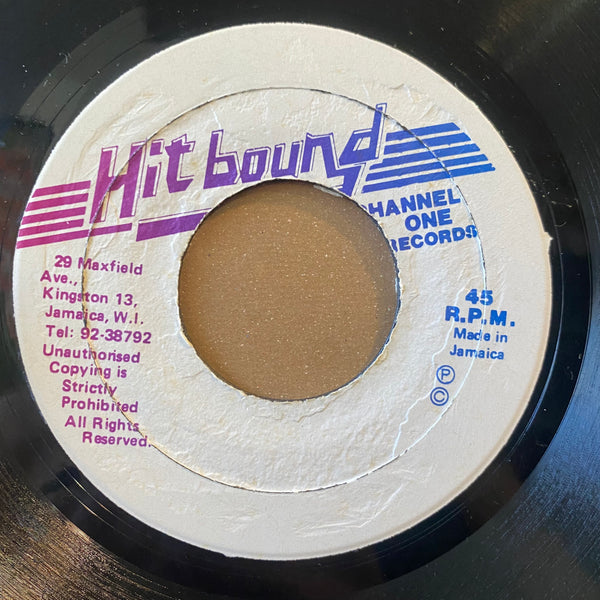 Hit bound
HANNEL
ONE
RECORDS
29 Maxfield
Ave.,
Kingston 13,
Jamaica, W.I.
Tel: 92-38792
Unauthorised
Copying is
Strictly
Prohibited
All Rights
Reserved.
45
R.P.M.
Made in
Jamaica
℗
©